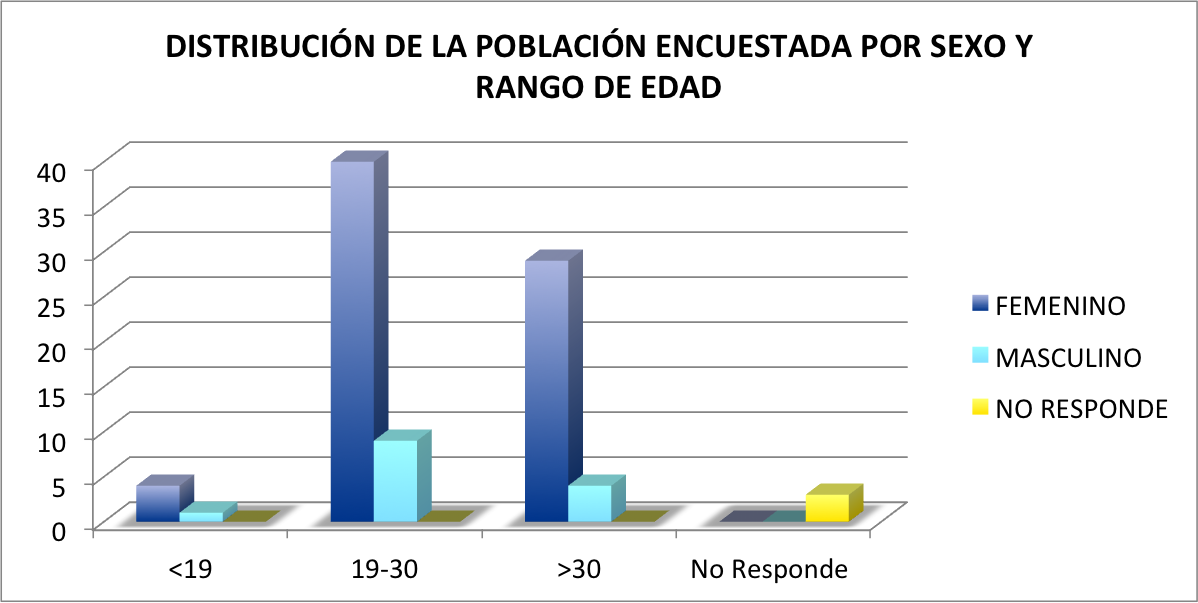 DISTRIBUCIÓN DE LA POBLACIÓN ENCUESTADA POR SEXO Y
RANGO DE EDAD
40
35
30
25
20
15
10
5
0
<19
19-30
>30
No Responde
FEMENINO
MASCULINO
NO RESPONDE